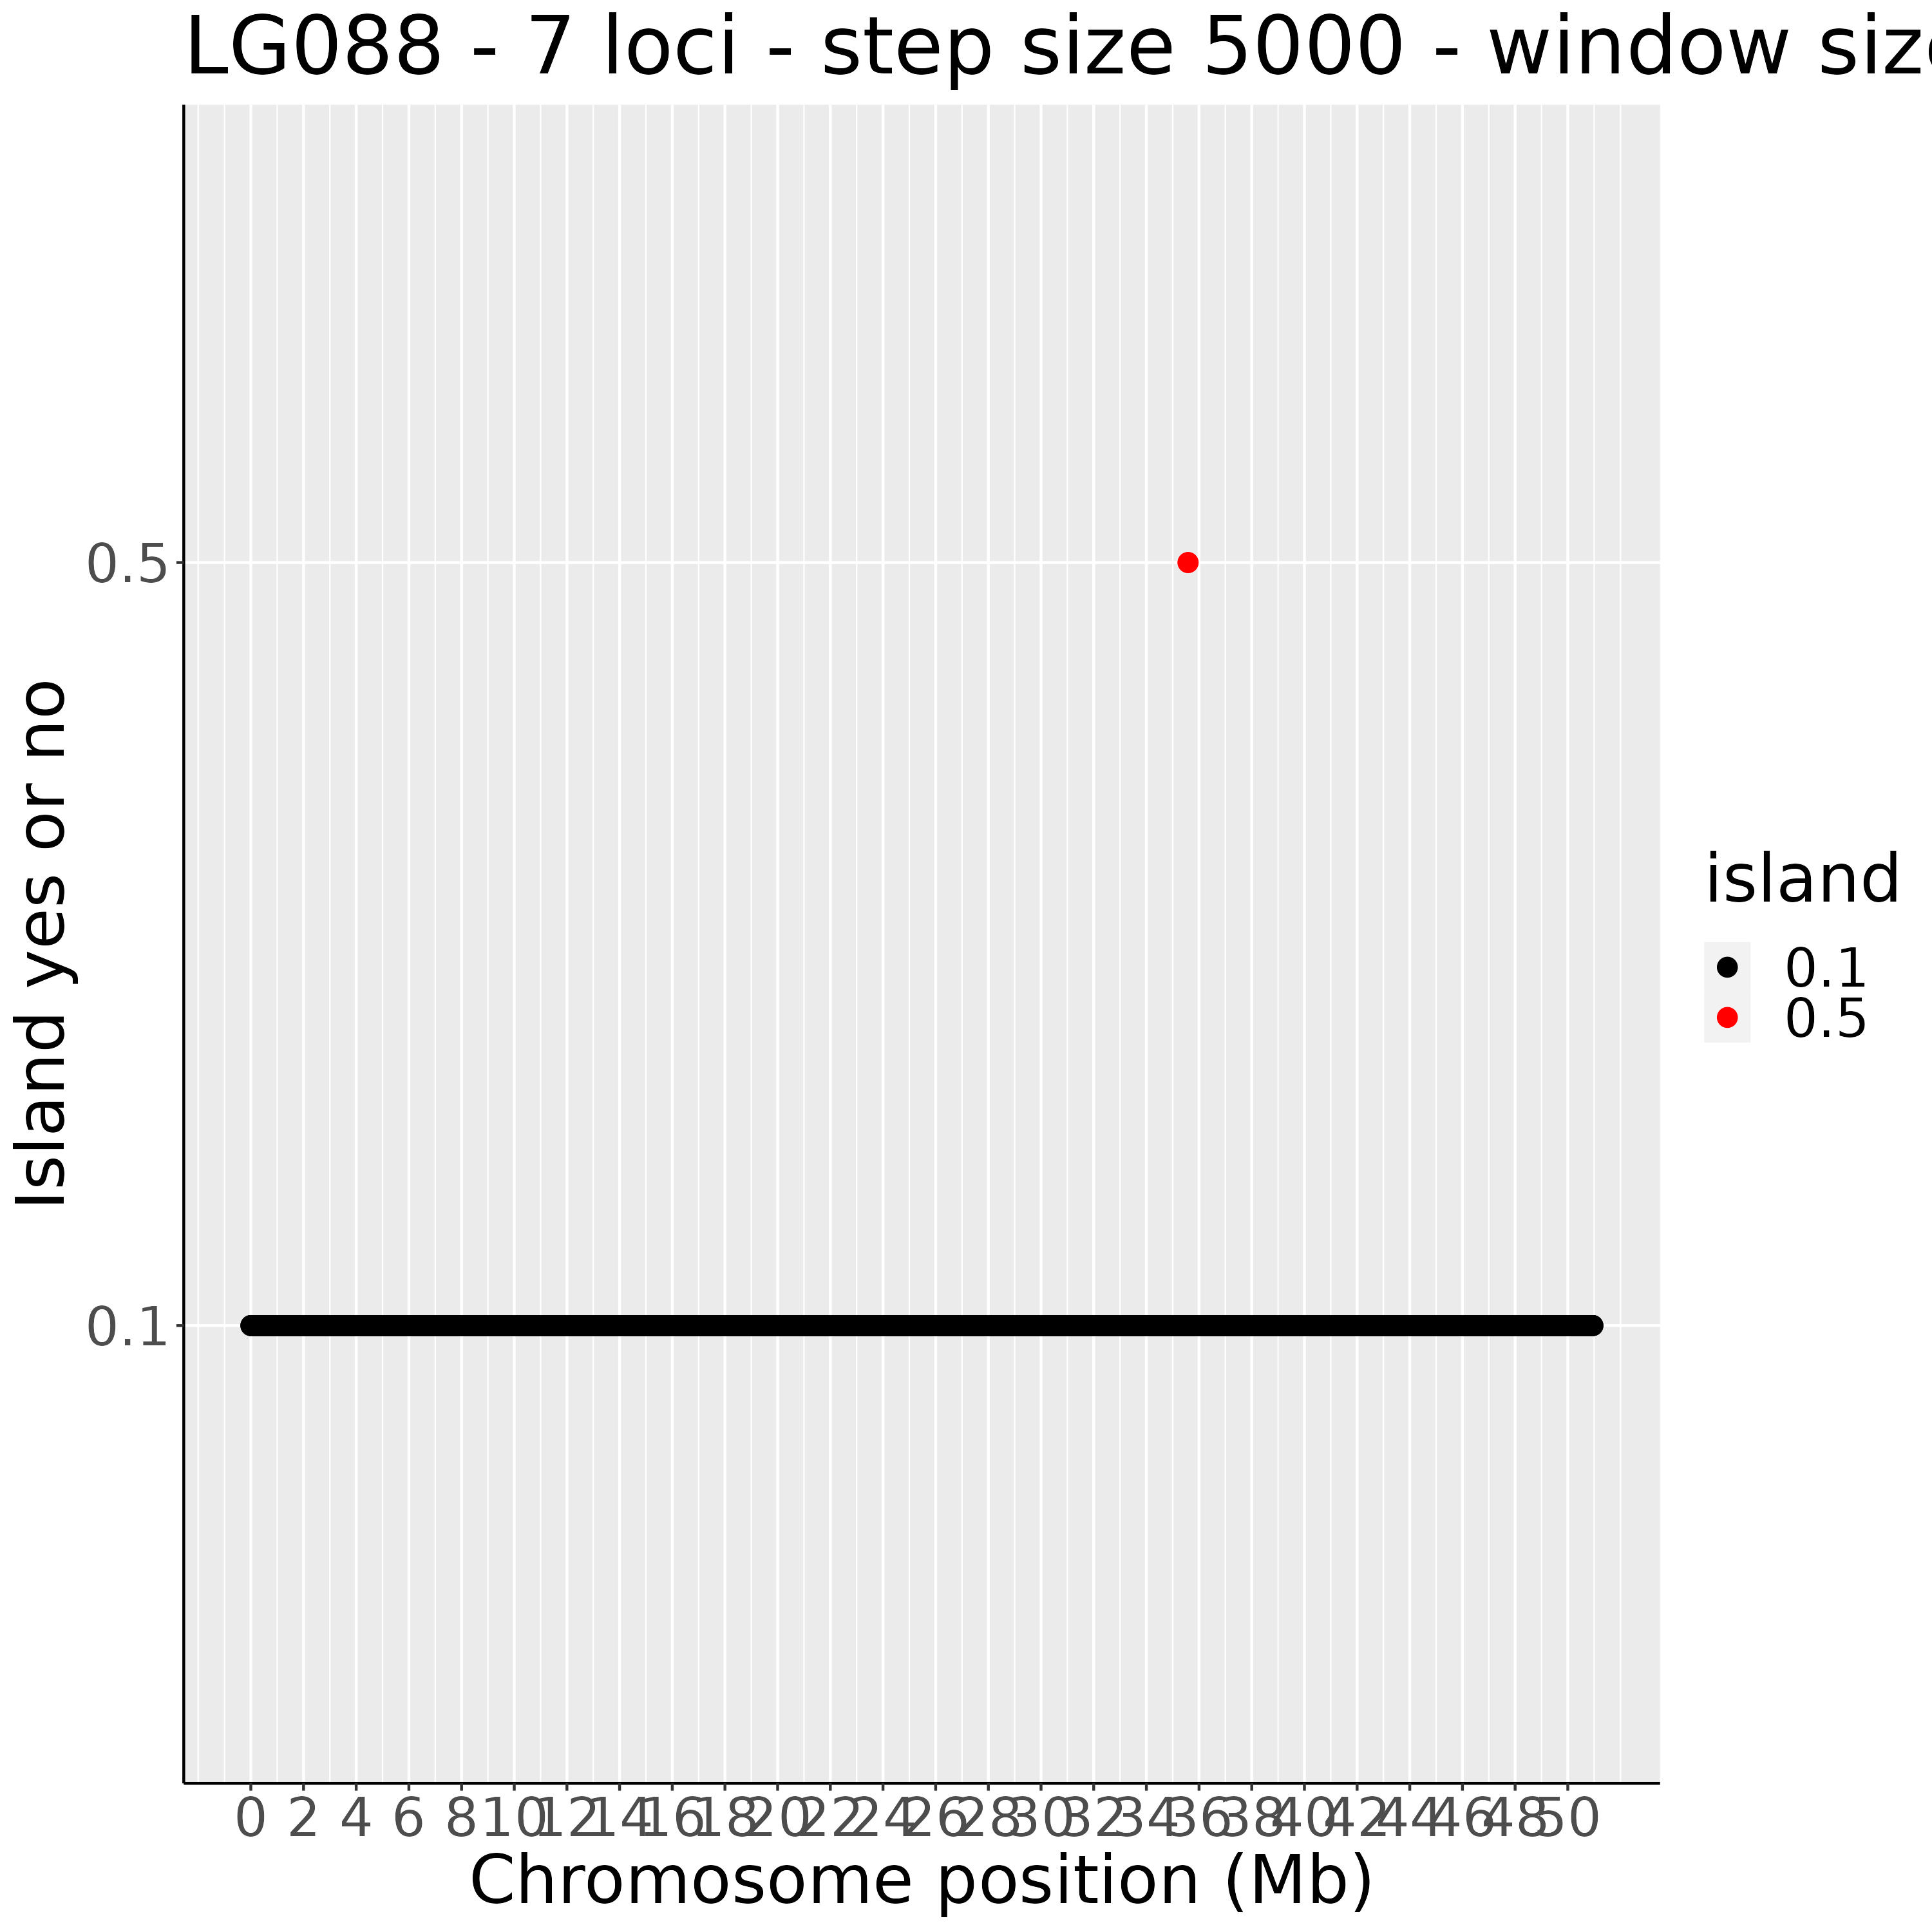 LG088 - 7 loci - step size 5000 - window size
Island yes or no
0.5
0.1
island
0.1
0.5
0 2 4 6 8 10 12 14 16 18 20 22 24 26 28 30 32 34 36 38 40 42 44 46 48 50
Chromosome position (Mb)